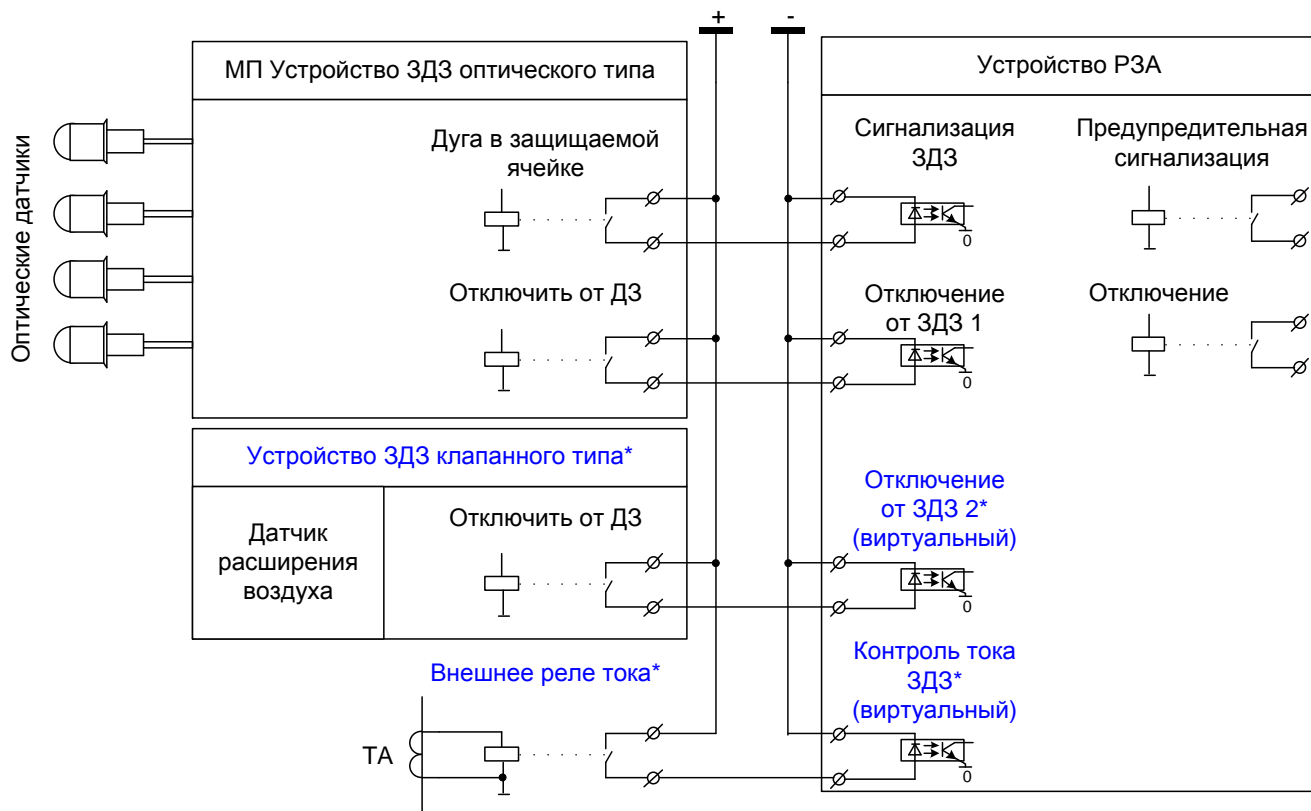 + -
МП Устройство ЗДЗ оптического типа
Устройство РЗА
Оптические датчики
Дуга в защищаемой
ячейке
Сигнализация
ЗДЗ
Предупредительная
сигнализация
0
Отключить от ДЗ
Отключение
от ЗДЗ 1
Отключение
0
Устройство ЗДЗ клапанного типа*
Датчик
расширения
воздуха
Отключить от ДЗ
Отключение
от ЗДЗ 2*
(виртуальный)
0
Внешнее реле тока*
Контроль тока
ЗДЗ*
(виртуальный)
ТА
0